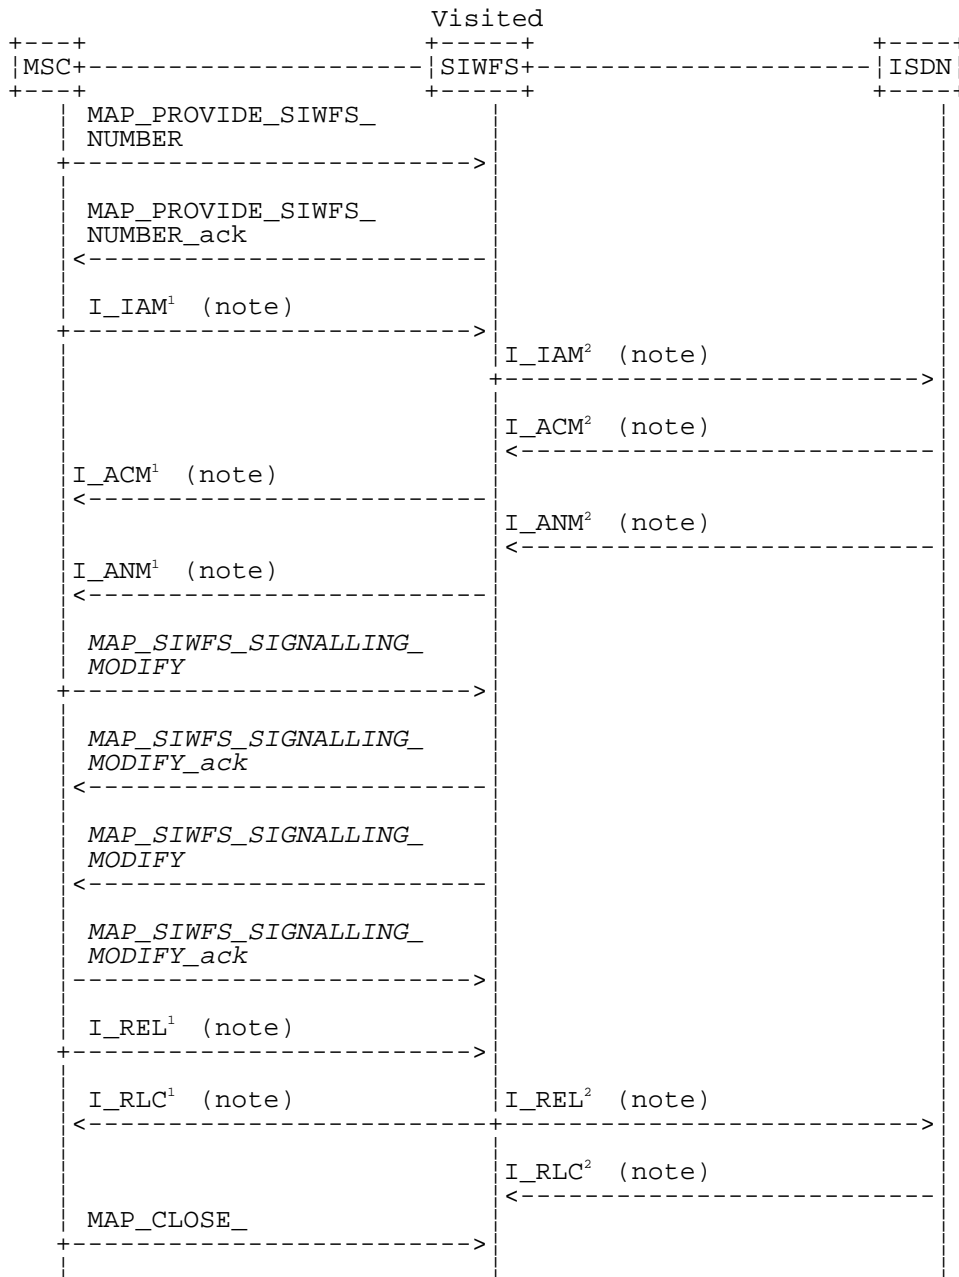 Visited
MSC SIWFS ISDN
MAP_PROVIDE_SIWFS_
NUMBER
MAP_PROVIDE_SIWFS_
NUMBER_ack
I_IAM¹ (note)
I_IAM² (note)
I_ACM² (note)
I_ACM¹ (note)
I_ANM² (note)
I_ANM¹ (note)
MAP_SIWFS_SIGNALLING_
MODIFY
MAP_SIWFS_SIGNALLING_
MODIFY_ack
MAP_SIWFS_SIGNALLING_
MODIFY
MAP_SIWFS_SIGNALLING_
MODIFY_ack
I_REL¹ (note)
I_RLC¹ (note) I_REL² (note)
I_RLC² (note)
MAP_CLOSE_